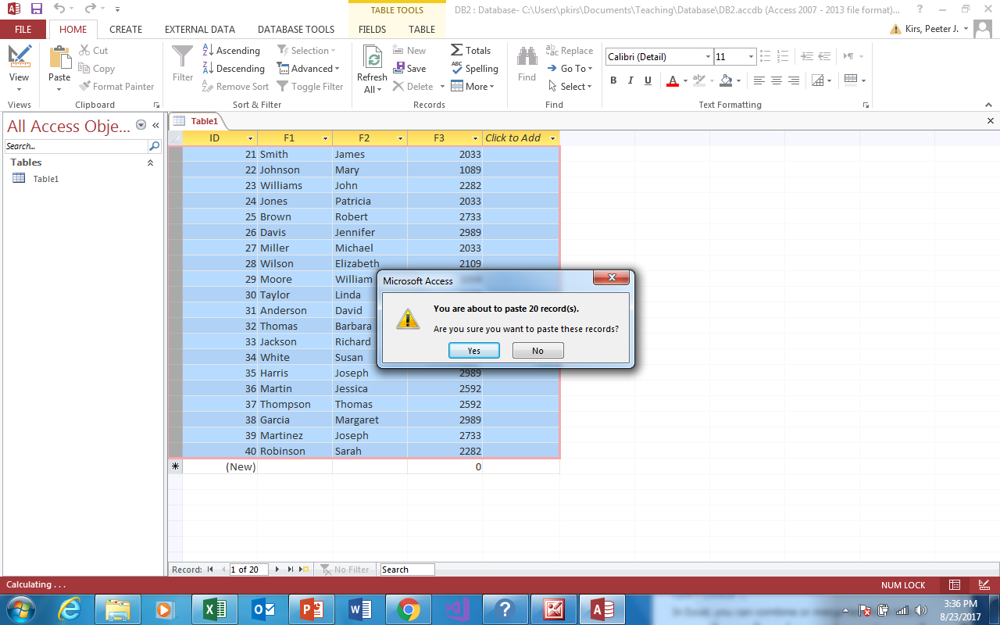 TABLE TOOLS
DB2 : Database- C:\Users\pkirs\Documents\Teaching\Database\DB2.accdb (Access 2007 - 2013 file format)...
FILE HOME CREATE EXTERNAL DATA DATABASE TOOLS FIELDS TABLE Kirs, Peeter J.
View
Views
Paste
Cut
Copy
Format Painter
Clipboard
Filter
Ascending
Descending
Remove Sort
Selection
Advanced
Toggle Filter
Sort & Filter
Refresh
All
New
Save
Delete
Totals
Spelling
More
Records
Find
Replace
Go To
Select
Find
Calibri (Detail) 11
B I U
Text Formatting
All Access Obje...
Search...
Tables
Table1
Table1
ID F1 F2 F3 Click to Add
21 Smith James 2033
22 Johnson Mary 1089
23 Williams John 2282
24 Jones Patricia 2033
25 Brown Robert 2733
26 Davis Jennifer 2989
27 Miller Michael 2033
28 Wilson Elizabeth 2109
29 Moore William
30 Taylor Linda
31 Anderson David
32 Thomas Barbara
33 Jackson Richard
34 White Susan
35 Harris Joseph 2989
36 Martin Jessica 2592
37 Thompson Thomas 2592
38 Garcia Margaret 2989
39 Martinez Joseph 2733
40 Robinson Sarah 2282
(New) 0
Microsoft Access
You are about to paste 20 record(s).
Are you sure you want to paste these records?
Yes No
Record: 1 of 20 No Filter Search
Calculating . . .
NUM LOCK
In Excel, you can combine or
3:36 PM
8/23/2017